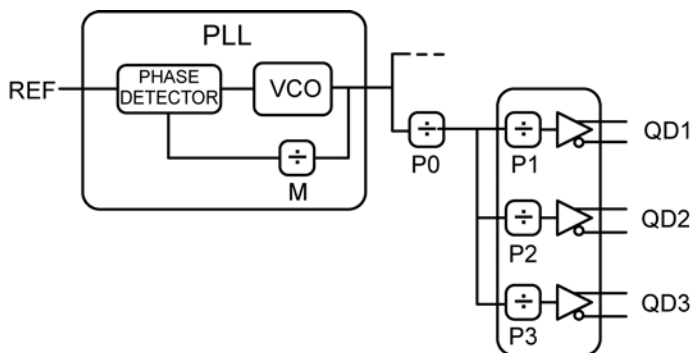 PLL
REF
PHASE
DETECTOR
VCO
÷
M
÷
P0
÷
P1
QD1
÷
P2
QD2
÷
P3
QD3